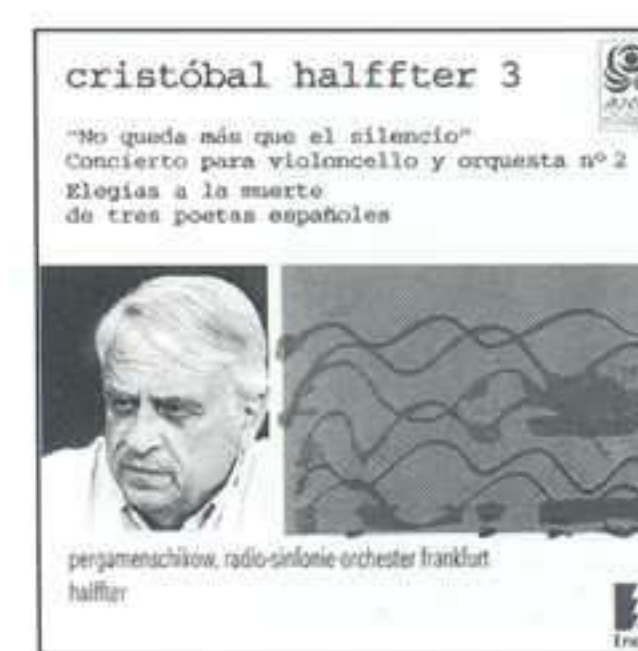 cristóbal halffter 3
"No queda más que el silencio"
Concierto para violoncello y orquesta nº 2
Elegías a la muerte
de tres poetas españoles
pergamenschikow, radio-sinfonie-orchester frankfurt
halffter